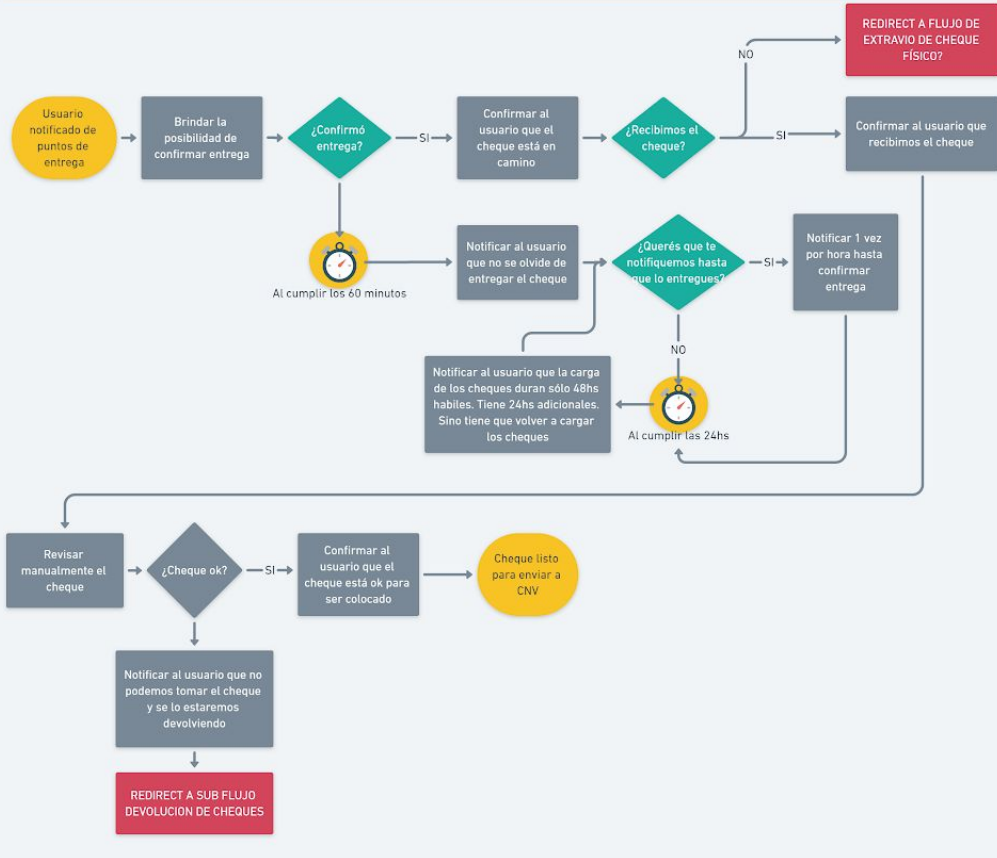 REDIRECT A FLUJO DE
EXTRAVIO DE CHEQUE
FÍSICO?
NO
Usuario
notificado de
puntos de
entrega
Brindar la
posibilidad de
confirmar entrega
¿Confirmó
entrega?
SI
Confirmar al
usuario que el
cheque está en
camino
¿Recibimos el
cheque?
SI
Confirmar al usuario que
recibimos el cheque
Al cumplir los 60 minutos
Notificar al usuario
que no se olvide de
entregar el cheque
¿Querés que te
notifiquemos hasta
que lo entregues?
SI
Notificar 1 vez
por hora hasta
confirmar
entrega
NO
Notificar al usuario que la carga
de los cheques duran sólo 48hs
habiles. Tiene 24hs adicionales.
Sino tiene que volver a cargar
los cheques
Al cumplir las 24hs
Revisar
manualmente el
cheque
¿Cheque ok?
SI
Confirmar al
usuario que el
cheque está ok para
ser colocado
Cheque listo
para enviar a
CNV
Notificar al usuario que no
podemos tomar el cheque
y se lo estaremos
devolviendo
REDIRECT A SUB FLUJO
DEVOLUCION DE CHEQUES